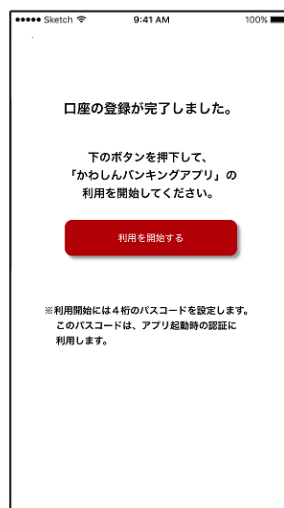 ●●●●● Sketch 9:41 AM 100%
口座の登録が完了しました。
下のボタンを押下して、
「かわしんバンキングアプリ」の
利用を開始してください。
利用を開始する
※利用開始には4桁のパスコードを設定します。
このパスコードは、アプリ起動時の認証に
利用します。